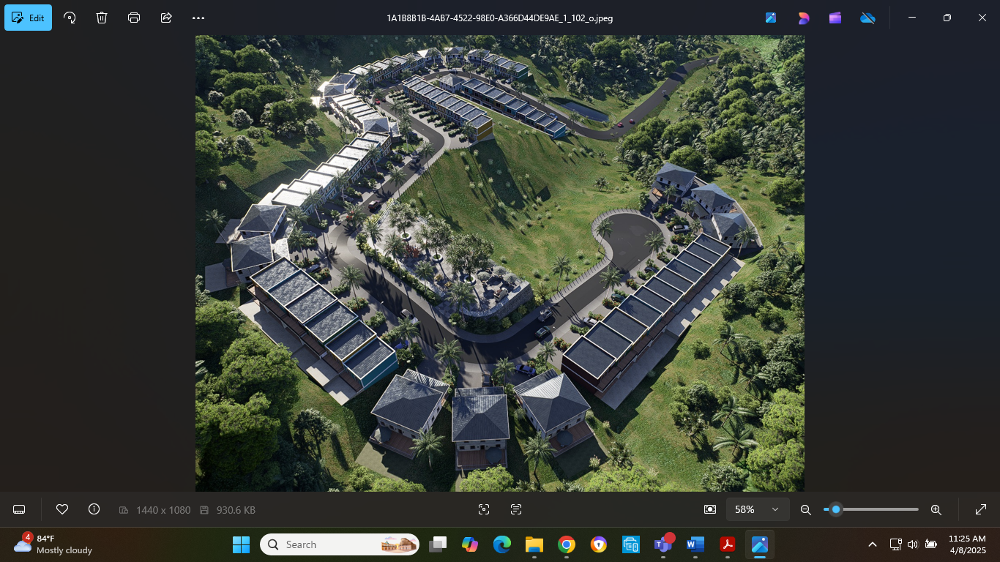 Edit
1A1B8B1B-4AB7-4522-98E0-A366D44DE9AE_1_102_o.jpeg
1440 x 1080
930.6 KB
58%
4
84°F
Mostly cloudy
Search
11:25 AM
4/8/2025